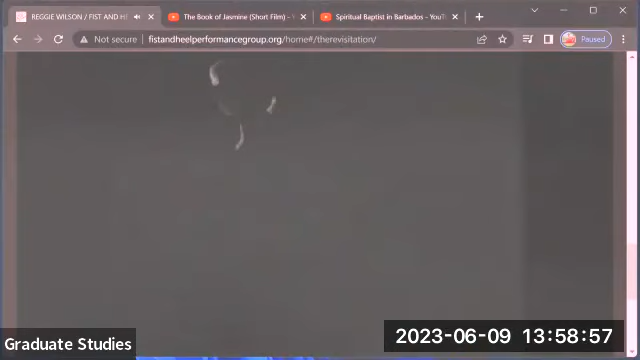 REGGIE WILSON / FIST AND HE
The Book of Jasmine (Short Film) -
Spiritual Baptist in Barbados - YouT
Not secure
fistandheelperformancegroup.org/home#/therevisitation/
Paused
Graduate Studies
2023-06-09 13:58:57